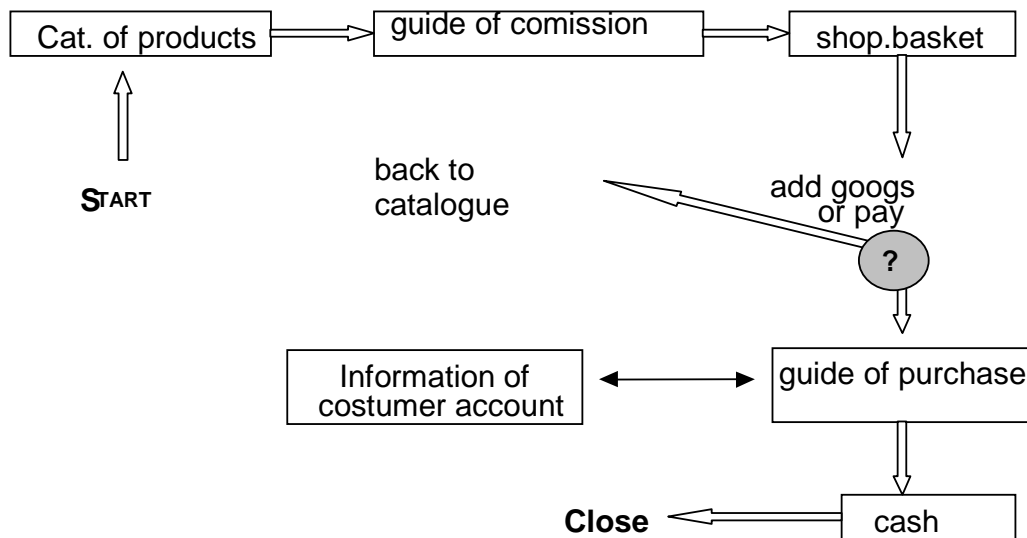 Cat. of products
guide of comission
shop.basket
START
back to
catalogue
add googs
or pay
?
Information of
costumer account
guide of purchase
Close
cash